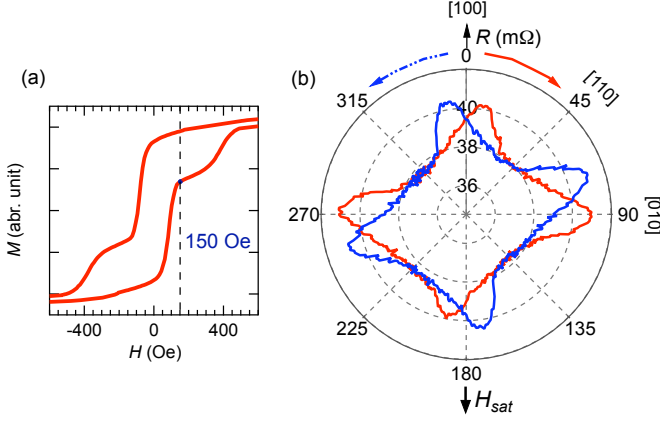 (a)
M (abr. unit)
150 Oe
-400
0
400
H (Oe)
(b)
[100]
R (mΩ)
0
45
[110]
90
[010]
135
180
225
270
315
40
38
36
Hsat